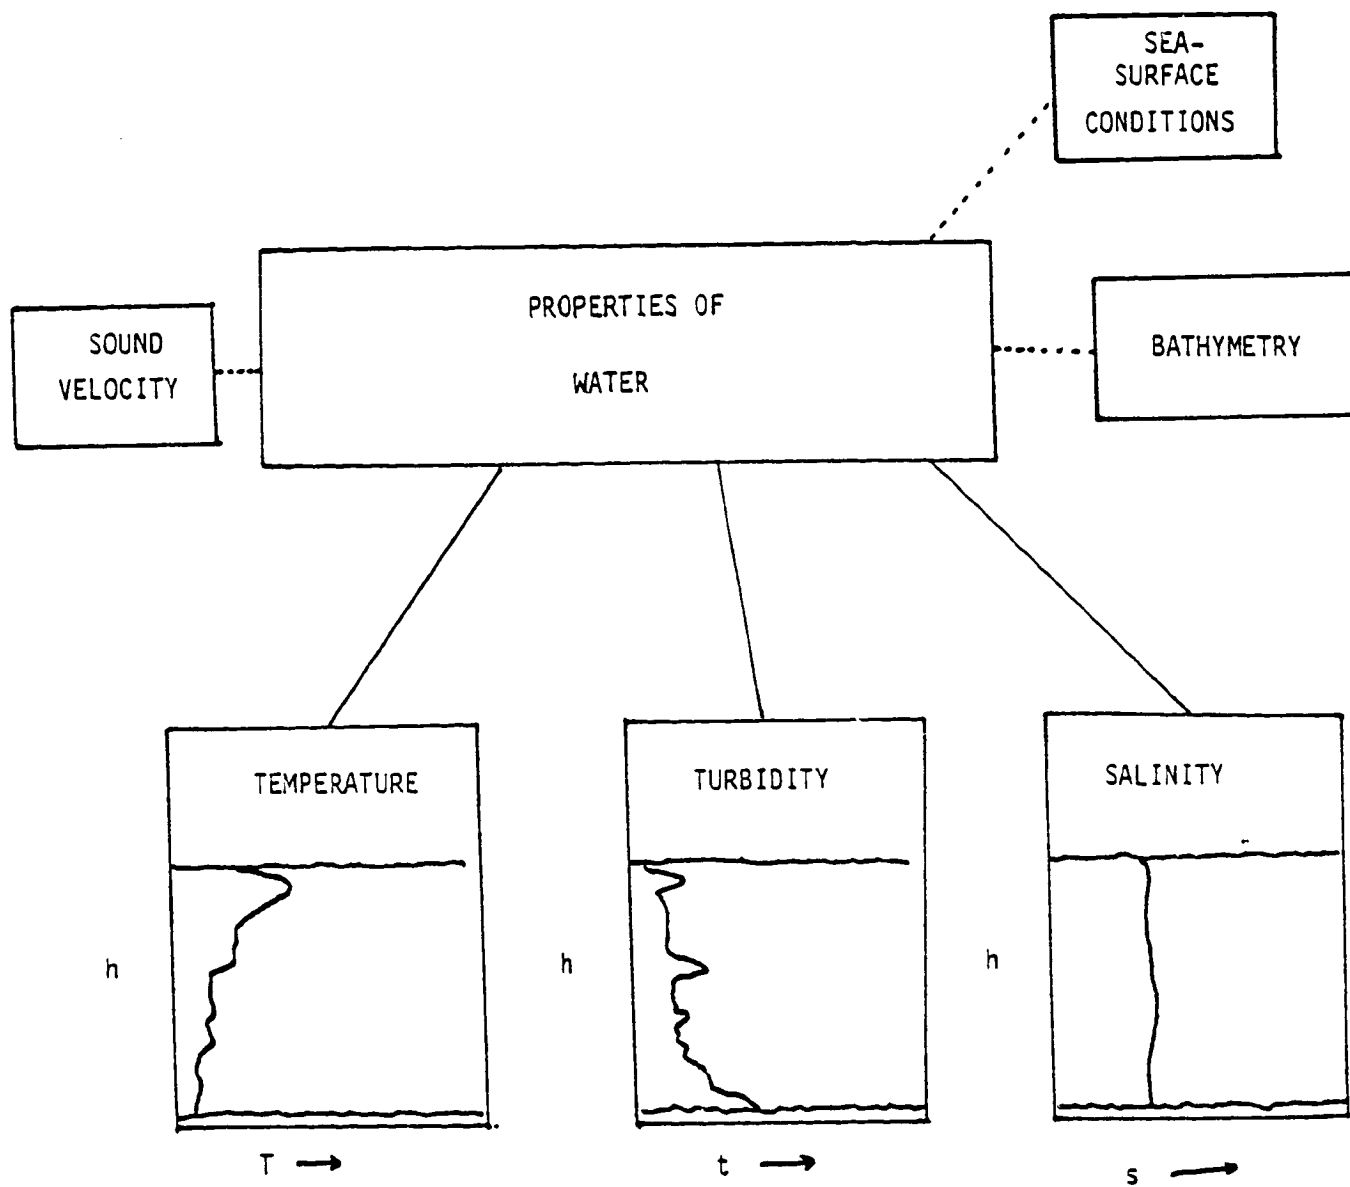 SEA-
SURFACE
CONDITIONS
PROPERTIES OF
WATER
SOUND
VELOCITY
BATHYMETRY
TEMPERATURE
TURBIDITY
SALINITY
h
h
h
T
t
s